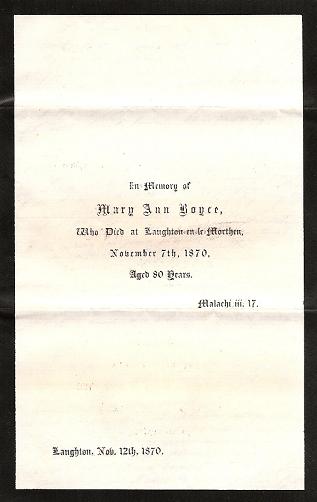 In Memory of
Mary Ann Boyce,
Who Died at Laughton-en-le-Morthen,
November 7th, 1870,
Aged 80 Years.
Malachi iii. 17.
Laughton, Nov. 12th, 1870.